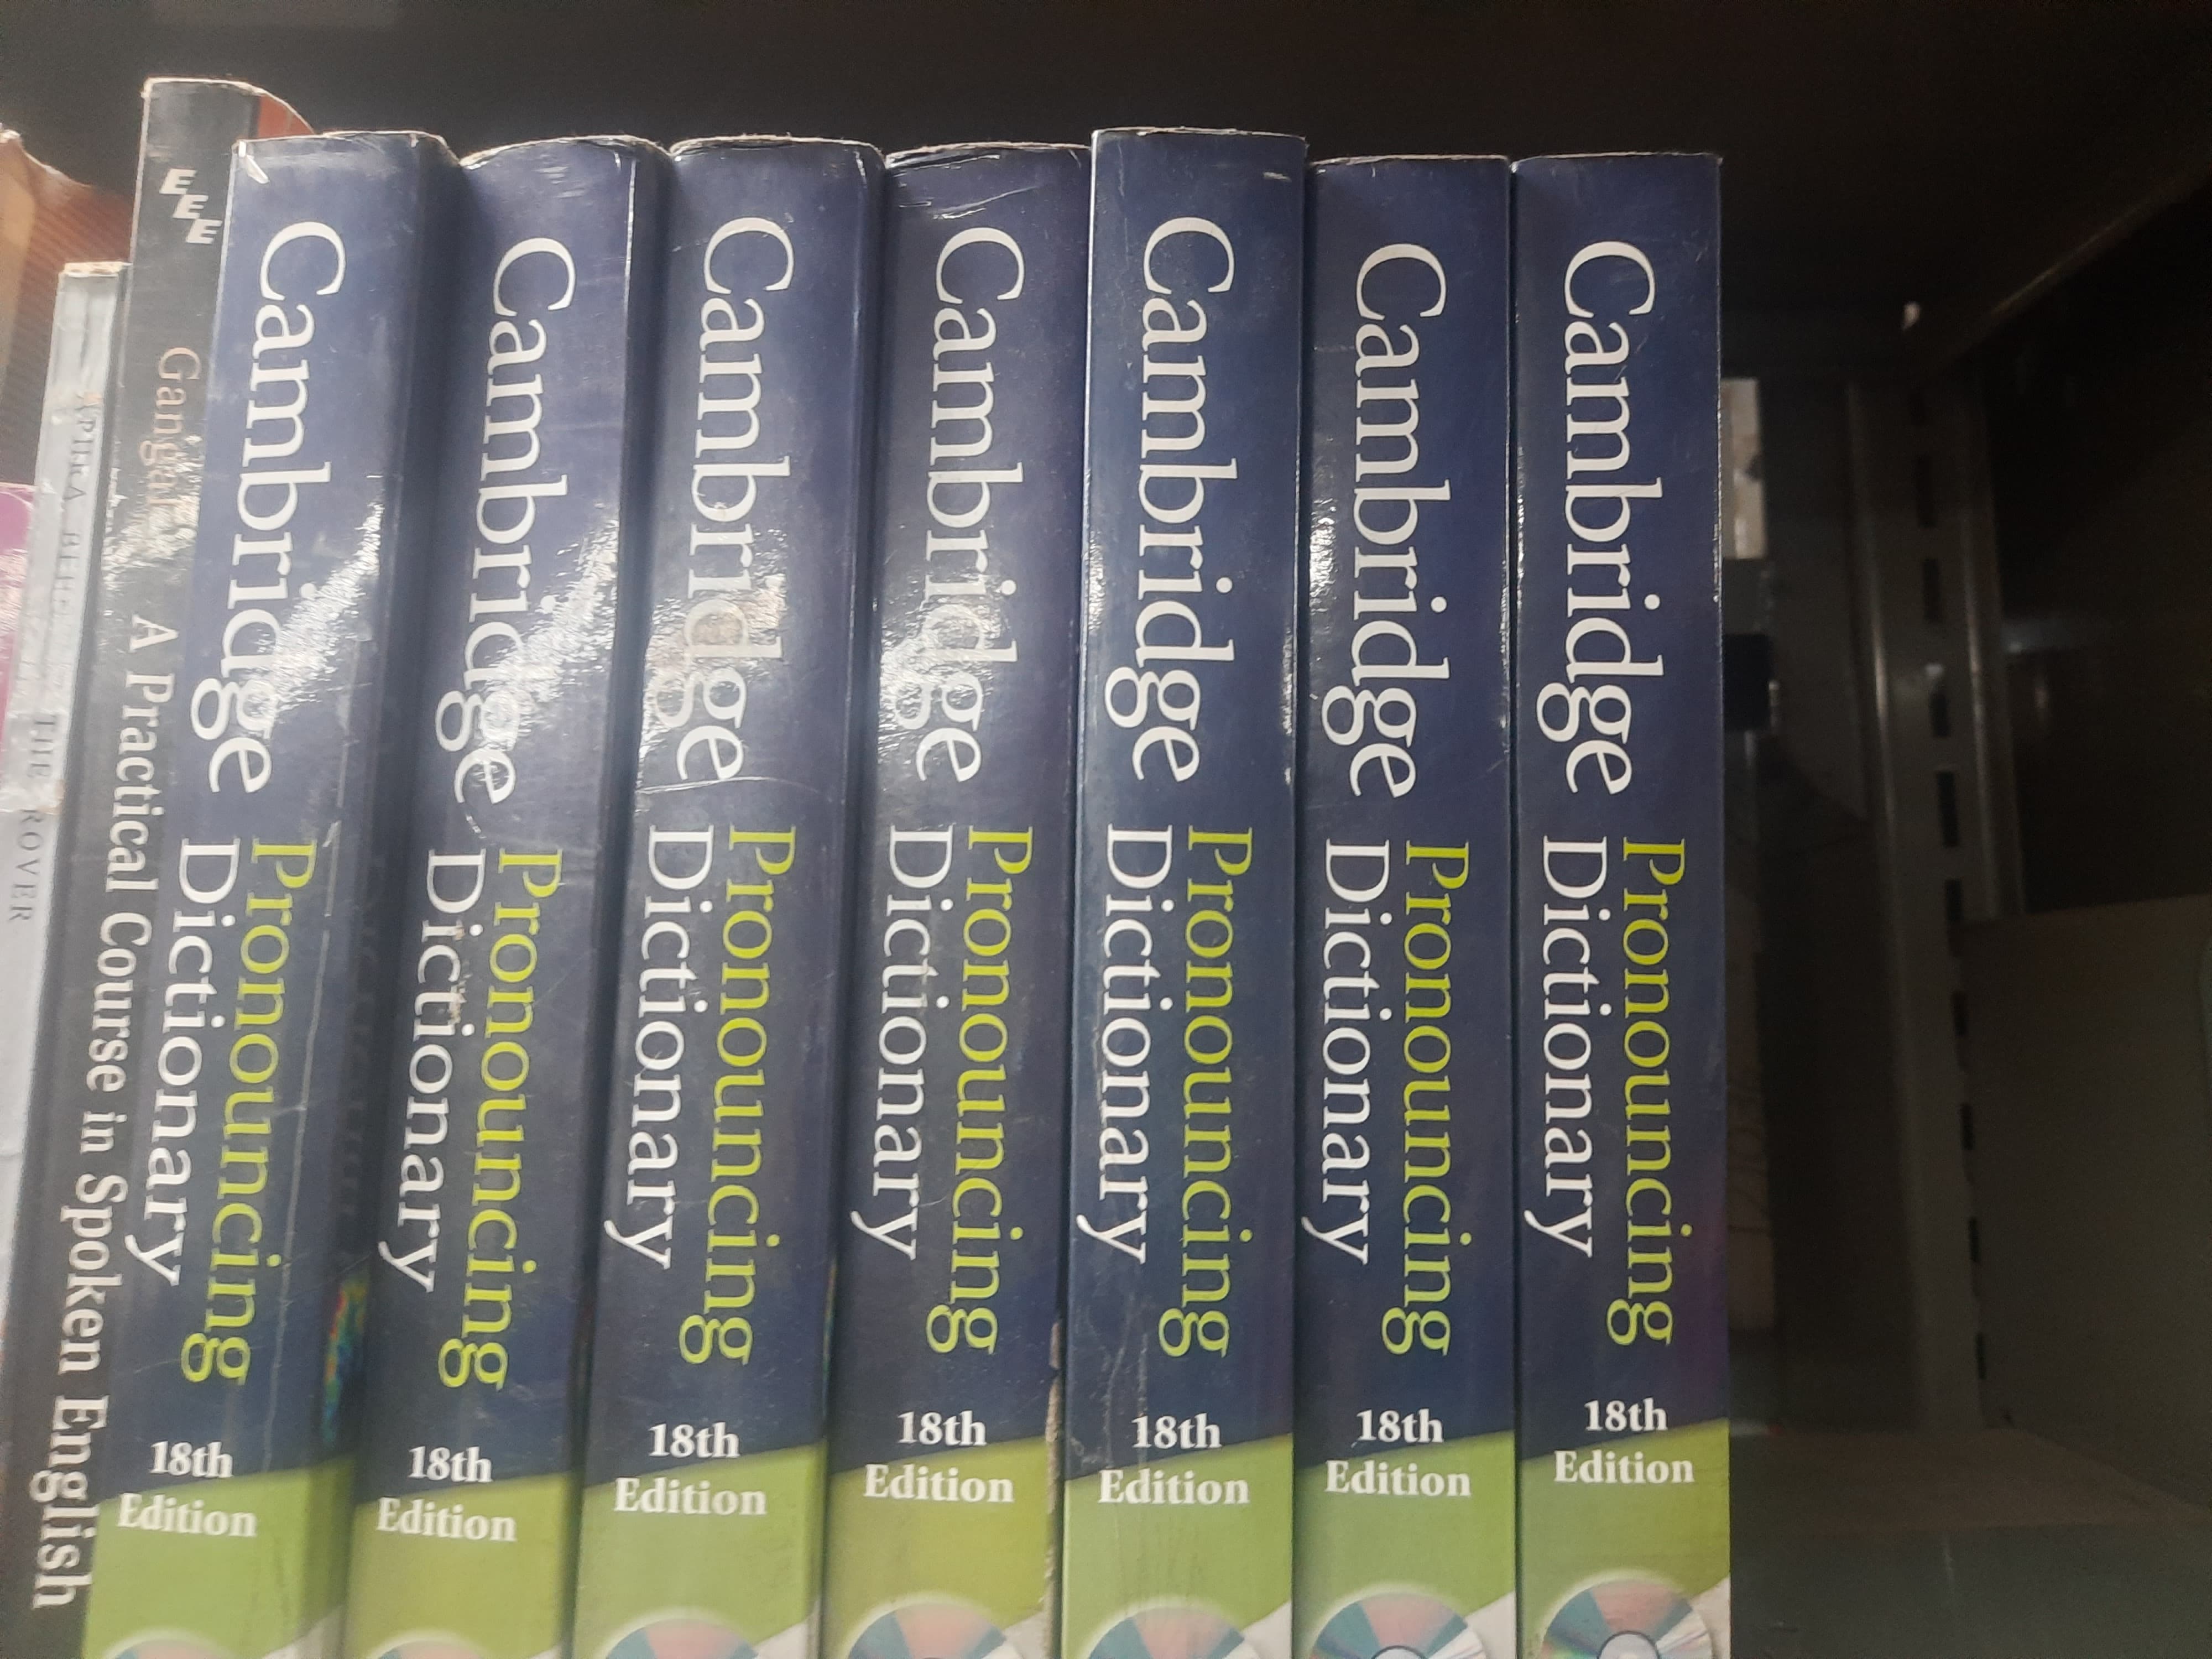 THE ROVER
EEE
A Practical Course in Spoken English
Cambridge
Pronouncing
Dictionary
18th
Edition
Cambridge
Pronouncing
Dictionary
18th
Edition
Cambridge
Pronouncing
Dictionary
18th
Edition
Cambridge
Pronouncing
Dictionary
18th
Edition
Cambridge
Pronouncing
Dictionary
18th
Edition
Cambridge
Pronouncing
Dictionary
18th
Edition
Cambridge
Pronouncing
Dictionary
18th
Edition